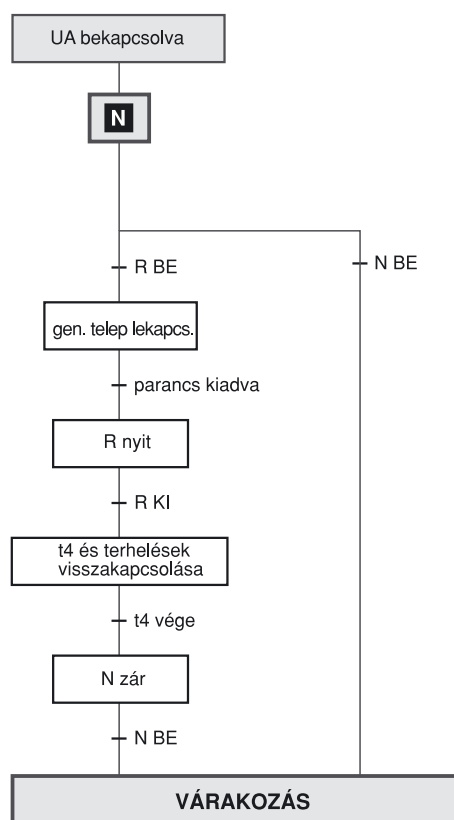 UA bekapcsolva
N
R BE
N BE
gen. telep lekapcs.
parancs kiadva
R nyit
R KI
t4 és terhelések
visszakapcsolása
t4 vége
N zár
N BE
VÁRAKOZÁS